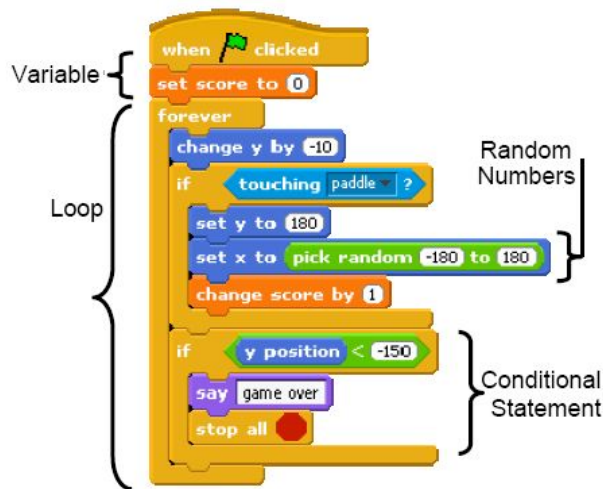 when clicked
Variable
set score to 0
forever
change y by -10
Random
Numbers
if touching paddle ?
Loop
set y to 180
set x to pick random -180 to 180
change score by 1
if y position < -150
Conditional
Statement
say game over
stop all